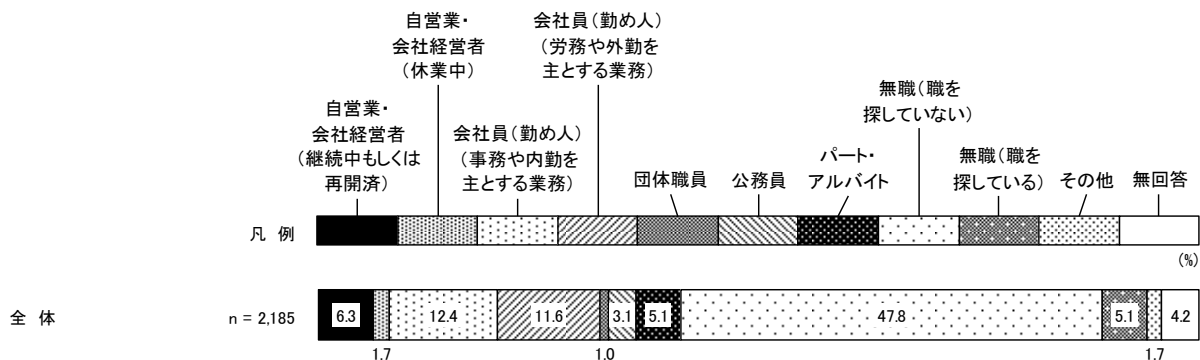 自営業・
会社経営者
(休業中)
会社員(勤め人)
(労務や外勤を
主とする業務)
自営業・
会社経営者
(継続中もしくは
再開済)
会社員(勤め人)
(事務や内勤を
主とする業務)
団体職員
公務員
パート・
アルバイト
無職(職を
探していない)
無職(職を
探している)
その他
無回答
凡 例
(%)
全 体
n = 2,185
6.3
12.4
11.6
3.1
5.1
47.8
5.1
4.2
1.7
1.0
1.7